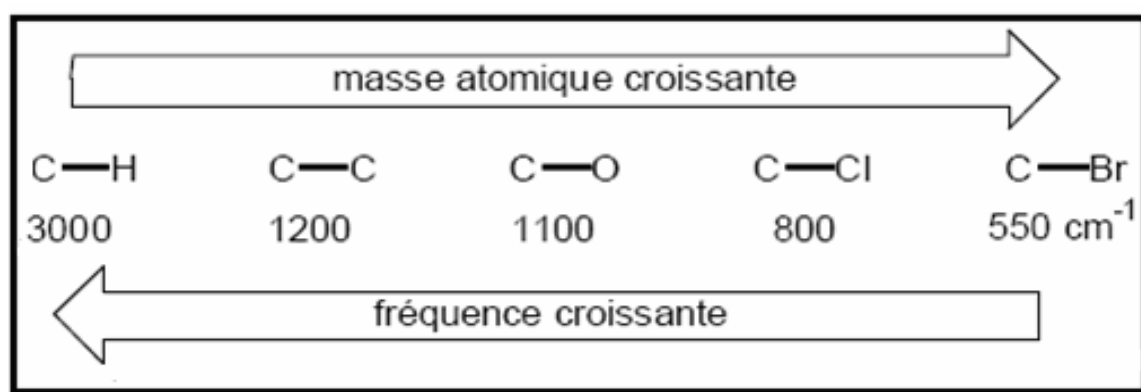 masse atomique croissante
C—H C—C C—O C—Cl C—Br
3000 1200 1100 800 550 cm⁻¹
fréquence croissante